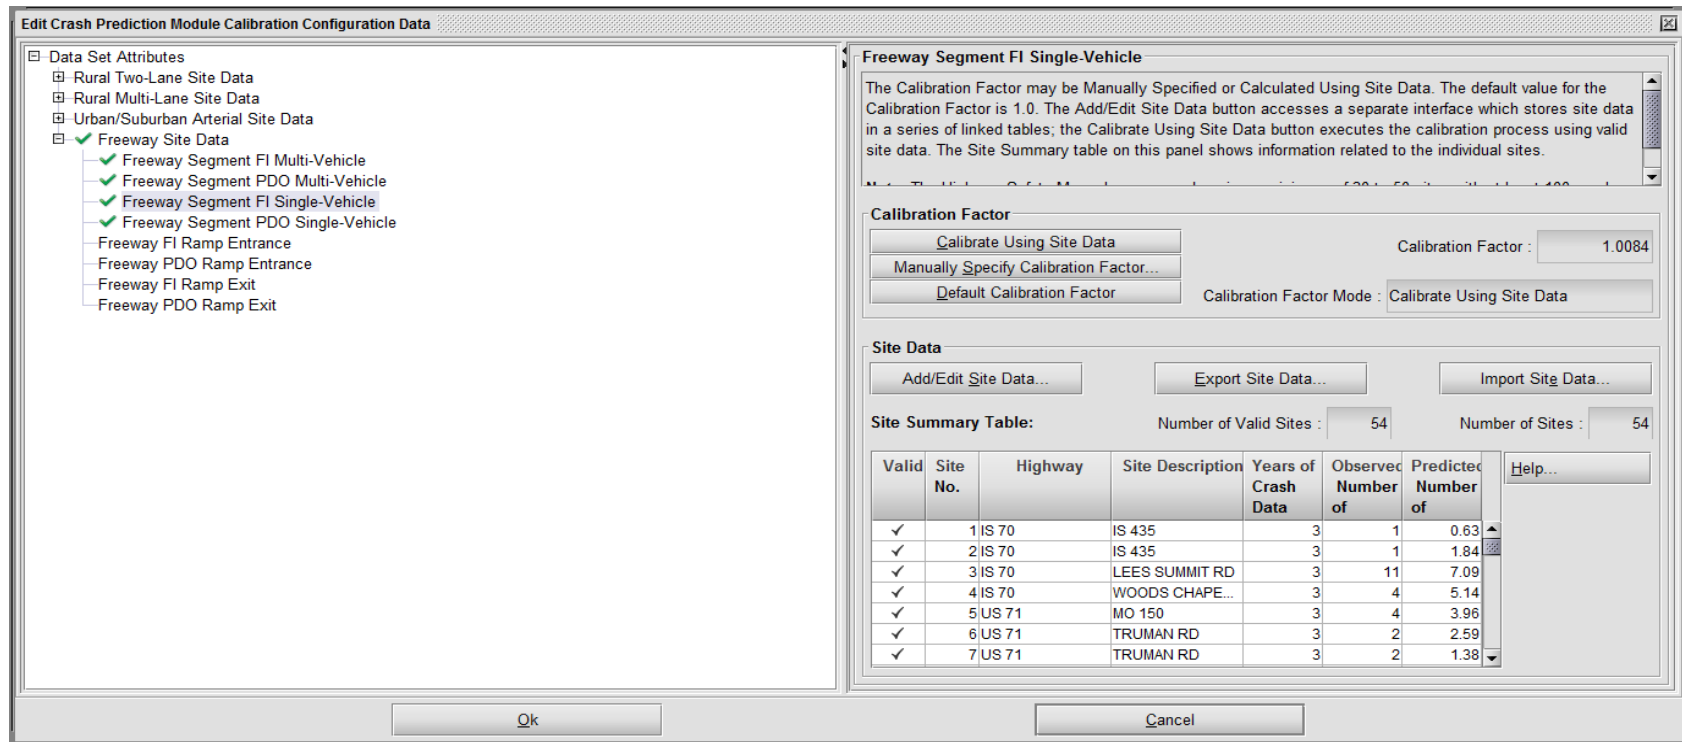 Edit Crash Prediction Module Calibration Configuration Data
Data Set Attributes
Rural Two-Lane Site Data
Rural Multi-Lane Site Data
Urban/Suburban Arterial Site Data
Freeway Site Data
Freeway Segment FI Multi-Vehicle
Freeway Segment PDO Multi-Vehicle
Freeway Segment FI Single-Vehicle
Freeway Segment PDO Single-Vehicle
Freeway FI Ramp Entrance
Freeway PDO Ramp Entrance
Freeway FI Ramp Exit
Freeway PDO Ramp Exit
Freeway Segment FI Single-Vehicle
The Calibration Factor may be Manually Specified or Calculated Using Site Data. The default value for the
Calibration Factor is 1.0. The Add/Edit Site Data button accesses a separate interface which stores site data
in a series of linked tables; the Calibrate Using Site Data button executes the calibration process using valid
site data. The Site Summary table on this panel shows information related to the individual sites.
Calibration Factor
Calibrate Using Site Data
Calibration Factor : 1.0084
Manually Specify Calibration Factor...
Default Calibration Factor
Calibration Factor Mode : Calibrate Using Site Data
Site Data
Add/Edit Site Data... Export Site Data... Import Site Data...
Site Summary Table: Number of Valid Sites : 54 Number of Sites : 54
Valid Site Highway Site Description Years of Observed Predicted
No. Crash Number Number
Data of of
Help...
✓ 1 IS 70 IS 435 3 1 0.63
✓ 2 IS 70 IS 435 3 1 1.84
✓ 3 IS 70 LEES SUMMIT RD 3 11 7.09
✓ 4 IS 70 WOODS CHAPE... 3 4 5.14
✓ 5 US 71 MO 150 3 4 3.96
✓ 6 US 71 TRUMAN RD 3 2 2.59
✓ 7 US 71 TRUMAN RD 3 2 1.38
Ok Cancel